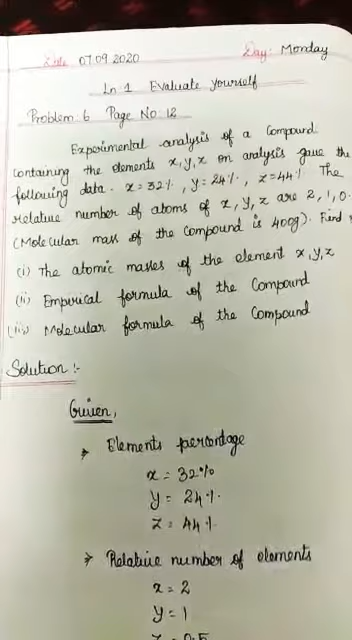 Date 07.09.2020 Day: Monday
Ln:1 Evaluate yourself
Problem:6 Page No:12
Experimental analysis of a Compound
containing the elements x,y,z on analysis gave the
following data. x=32%, y=24%, z=44%. The
relative number of atoms of x, y, z are 2, 1, 0.
(Molecular mass of the Compound is 400g). Find
(i) The atomic masses of the element x,y,z
(ii) Empirical formula of the Compound
(iii) Molecular formula of the Compound
Solution :-
Given,
Elements percentage
x = 32%
y = 24%
z = 44%
Relative number of elements
x = 2
y = 1
z = 0.5